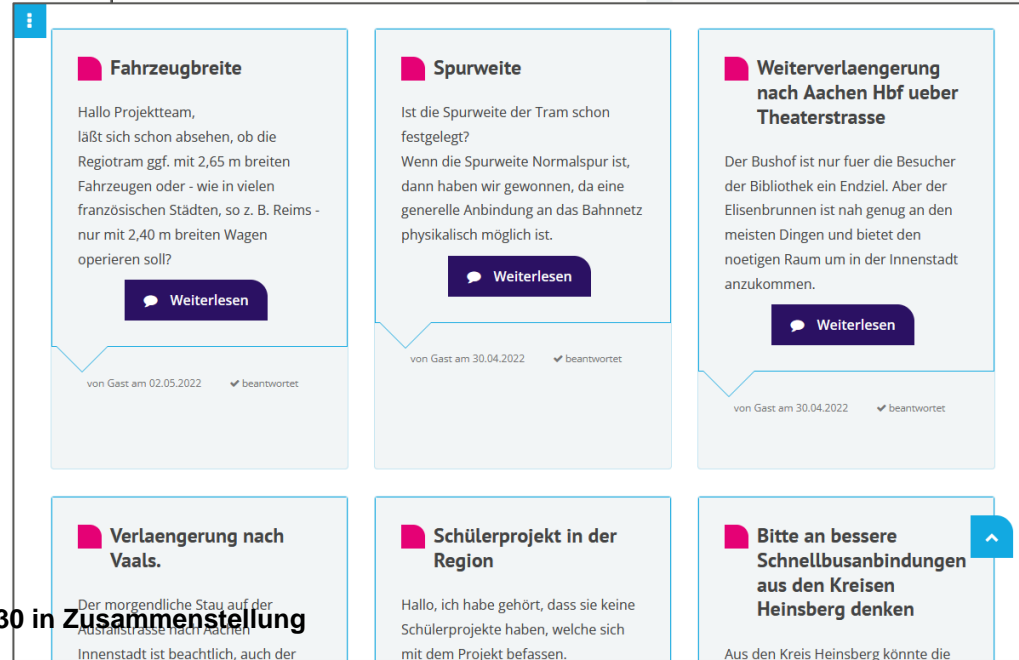 Fahrzeugbreite
Hallo Projektteam,
läßt sich schon absehen, ob die
Regiotram ggf. mit 2,65 m breiten
Fahrzeugen oder - wie in vielen
französischen Städten, so z. B. Reims -
nur mit 2,40 m breiten Wagen
operieren soll?
Weiterlesen
von Gast am 02.05.2022 beantwortet
Spurweite
Ist die Spurweite der Tram schon
festgelegt?
Wenn die Spurweite Normalspur ist,
dann haben wir gewonnen, da eine
generelle Anbindung an das Bahnnetz
physikalisch möglich ist.
Weiterlesen
von Gast am 30.04.2022 beantwortet
Weiterverlaengerung
nach Aachen Hbf ueber
Theaterstrasse
Der Bushof ist nur fuer die Besucher
der Bibliothek ein Endziel. Aber der
Elisenbrunnen ist nah genug an den
meisten Dingen und bietet den
noetigen Raum um in der Innenstadt
anzukommen.
Weiterlesen
von Gast am 30.04.2022 beantwortet
Verlaengerung nach
Vaals.
Der morgendliche Stau auf der
Ausfallstrasse nach Aachen
Innenstadt ist beachtlich, auch der
Schülerprojekt in der
Region
Hallo, ich habe gehört, dass sie keine
Schülerprojekte haben, welche sich
mit dem Projekt befassen.
Bitte an bessere
Schnellbusanbindungen
aus den Kreisen
Heinsberg denken
Aus den Kreis Heinsberg könnte die
30 in Zusammenstellung